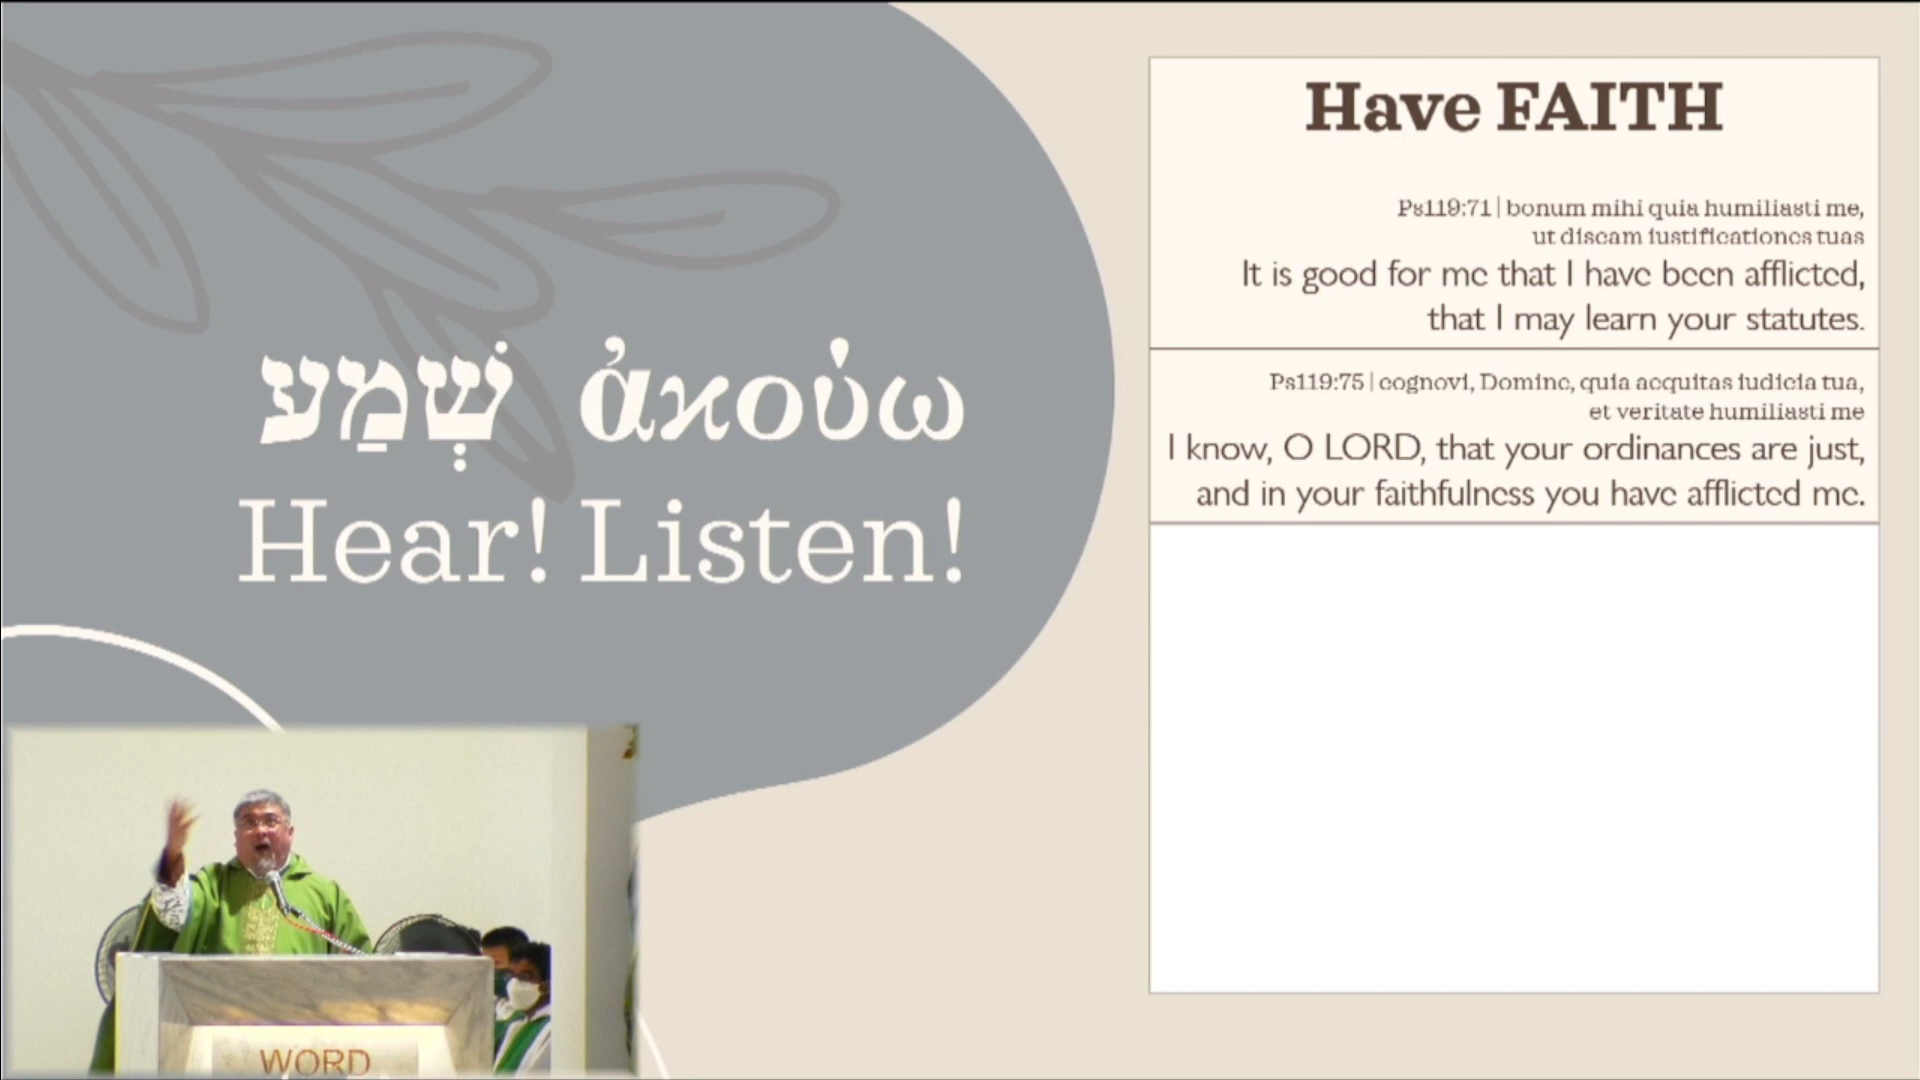 שְׁמַע ἀκούω
Hear! Listen!
Have FAITH
Ps119:71 | bonum mihi quia humiliasti me,
ut discam iustificationes tuas
It is good for me that I have been afflicted,
that I may learn your statutes.
Ps119:75 | cognovi, Domine, quia aequitas iudicia tua,
et veritate humiliasti me
I know, O LORD, that your ordinances are just,
and in your faithfulness you have afflicted me.
WORD